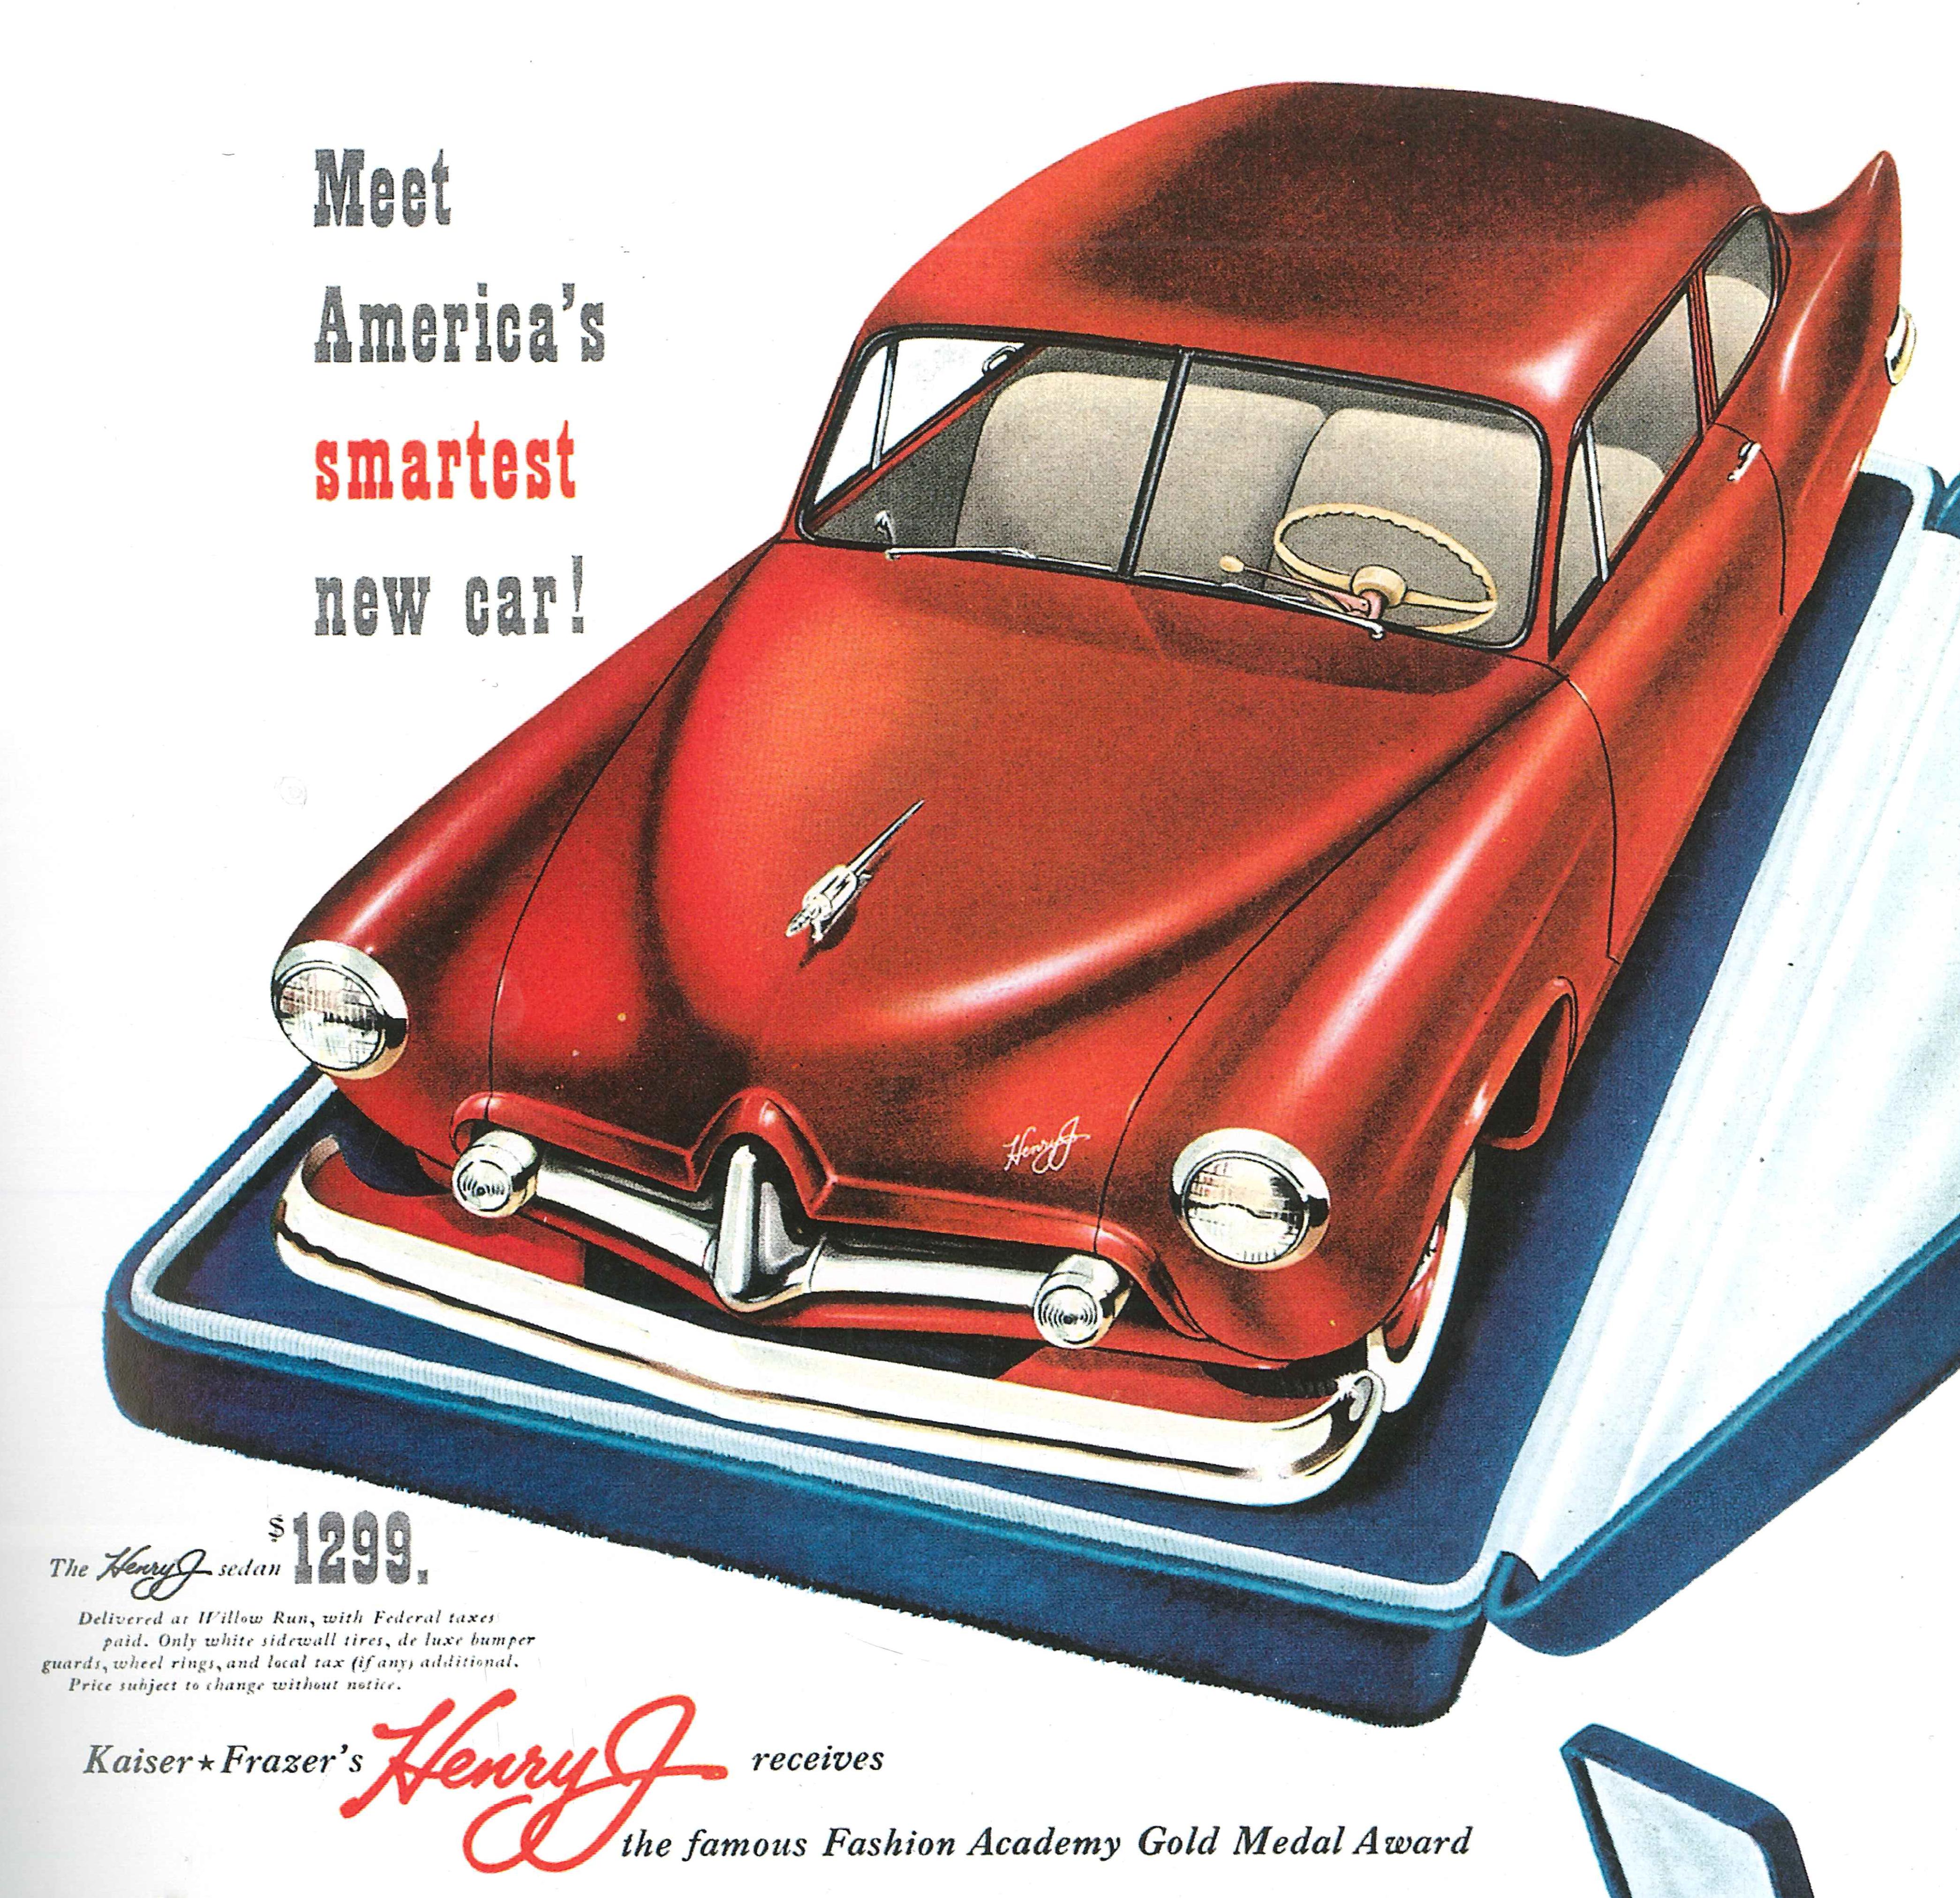 Meet
America's
smartest
new car!
Henry J
The Henry J sedan $1299.
Delivered at Willow Run, with Federal taxes
paid. Only white sidewall tires, de luxe bumper
guards, wheel rings, and local tax (if any) additional.
Price subject to change without notice.
Kaiser★Frazer's Henry J receives
the famous Fashion Academy Gold Medal Award